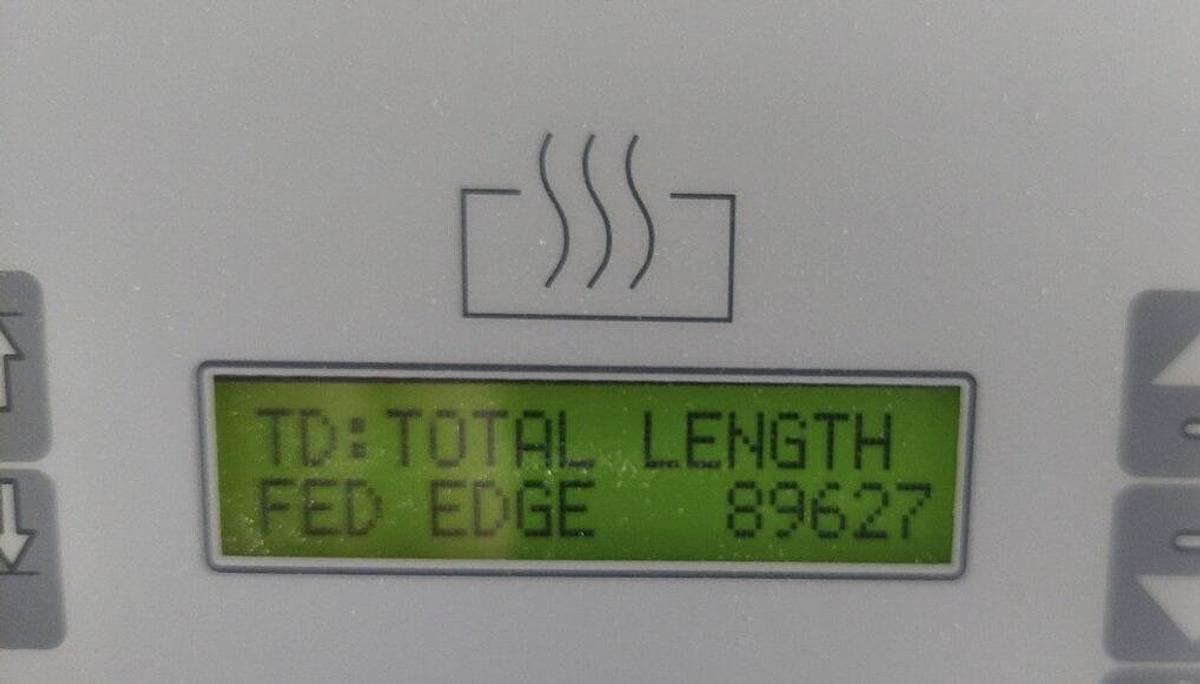 TD:TOTAL LENGTH
FED EDGE 89627